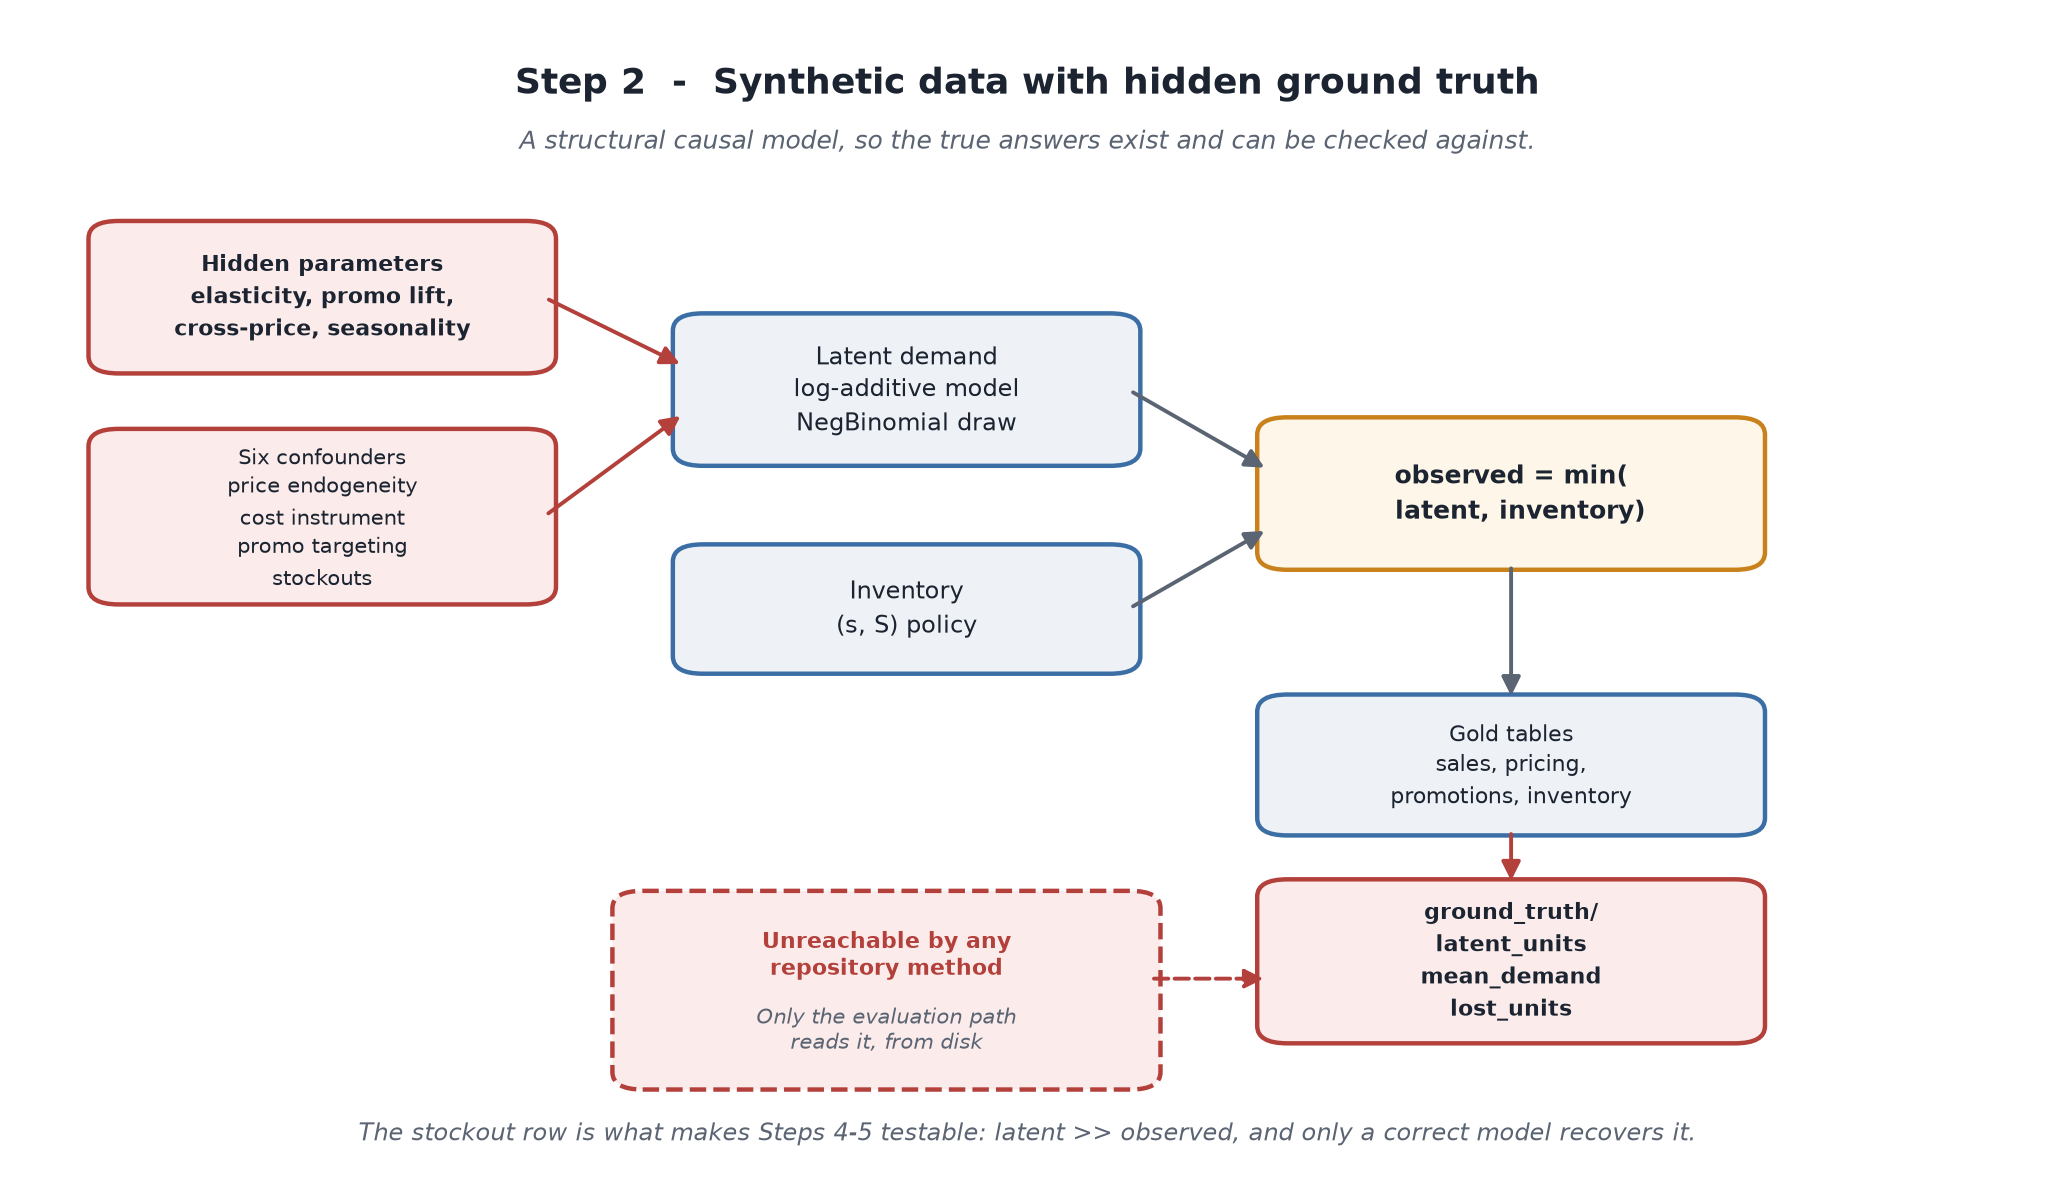 Step 2 - Synthetic data with hidden ground truth
A structural causal model, so the true answers exist and can be checked against.
Hidden parameters
elasticity, promo lift,
cross-price, seasonality
Six confounders
price endogeneity
cost instrument
promo targeting
stockouts
Latent demand
log-additive model
NegBinomial draw
Inventory
(s, S) policy
observed = min(
latent, inventory)
Gold tables
sales, pricing,
promotions, inventory
Unreachable by any
repository method
Only the evaluation path
reads it, from disk
ground_truth/
latent_units
mean_demand
lost_units
The stockout row is what makes Steps 4-5 testable: latent >> observed, and only a correct model recovers it.